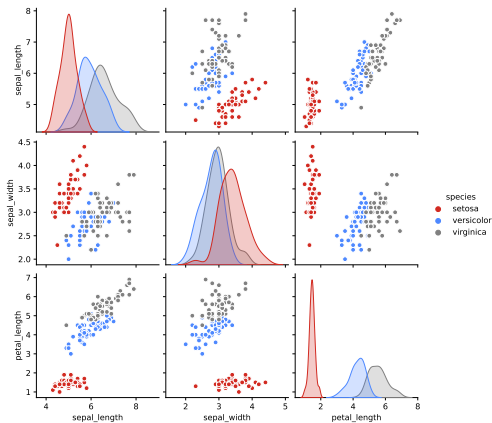 8
7
6
5
sepal_length
4.5
4.0
3.5
3.0
2.5
2.0
sepal_width
species
setosa
versicolor
virginica
7
6
5
4
3
2
1
petal_length
4 6 8
sepal_length
2 3 4 5
sepal_width
2 4 6 8
petal_length